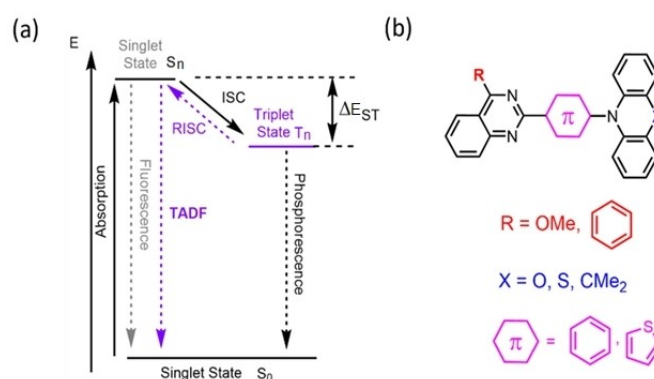 (a)
E
Singlet
State
Sn
ISC
Triplet
State Tn
RISC
ΔEST
Absorption
Fluorescence
TADF
Phosphorescence
Singlet State S0
(b)
R
N
N
π
N
R = OMe,
X = O, S, CMe2
π = , S